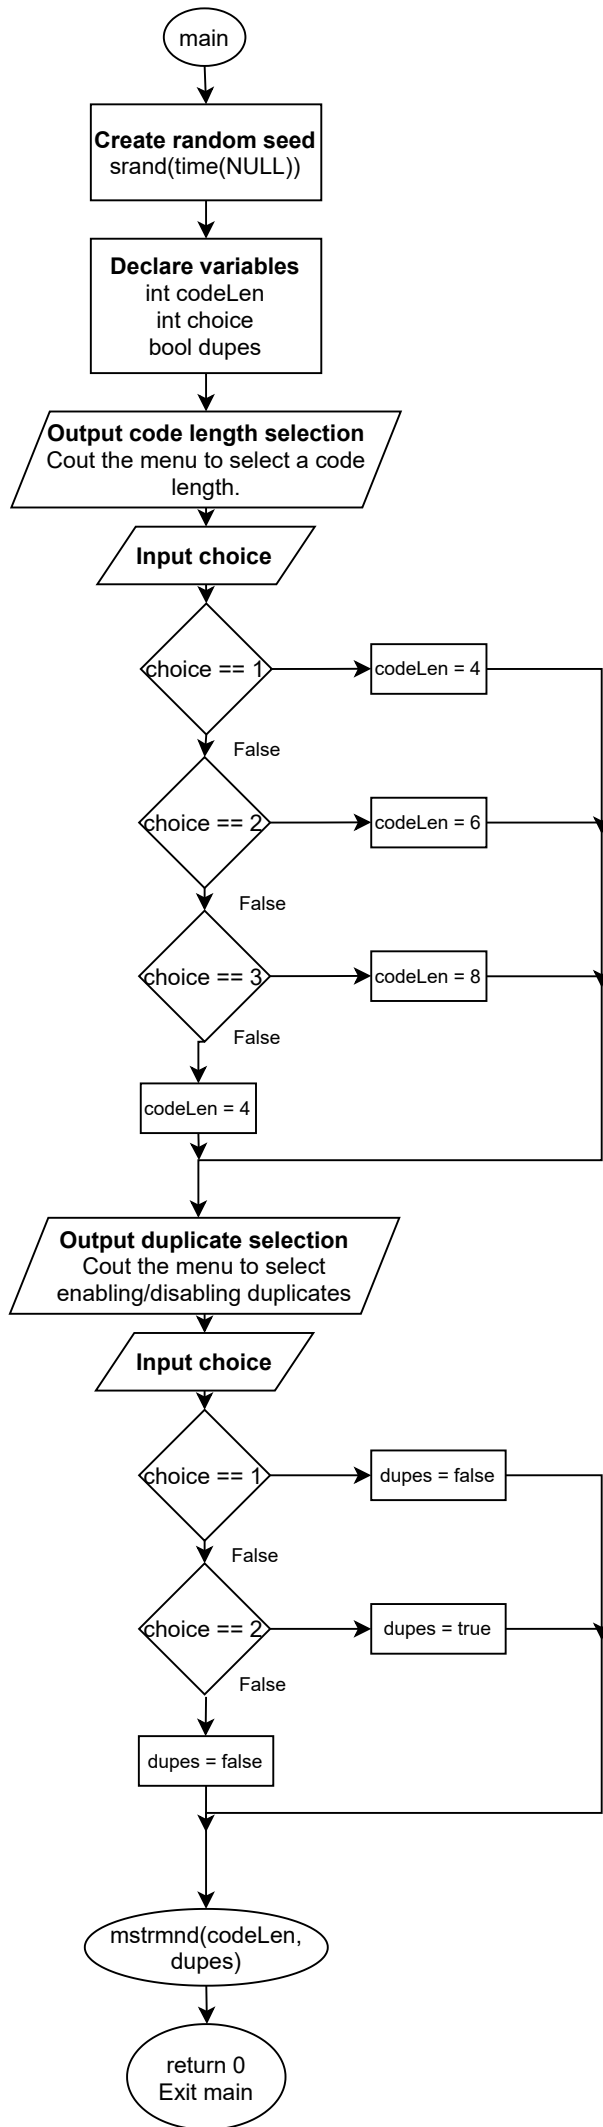 main
Create random seed
srand(time(NULL))
Declare variables
int codeLen
int choice
bool dupes
Output code length selection
Cout the menu to select a code
length.
Input choice
choice == 1
codeLen = 4
False
choice == 2
codeLen = 6
False
choice == 3
codeLen = 8
False
codeLen = 4
Output duplicate selection
Cout the menu to select
enabling/disabling duplicates
Input choice
choice == 1
dupes = false
False
choice == 2
dupes = true
False
dupes = false
mstrmnd(codeLen,
dupes)
return 0
Exit main